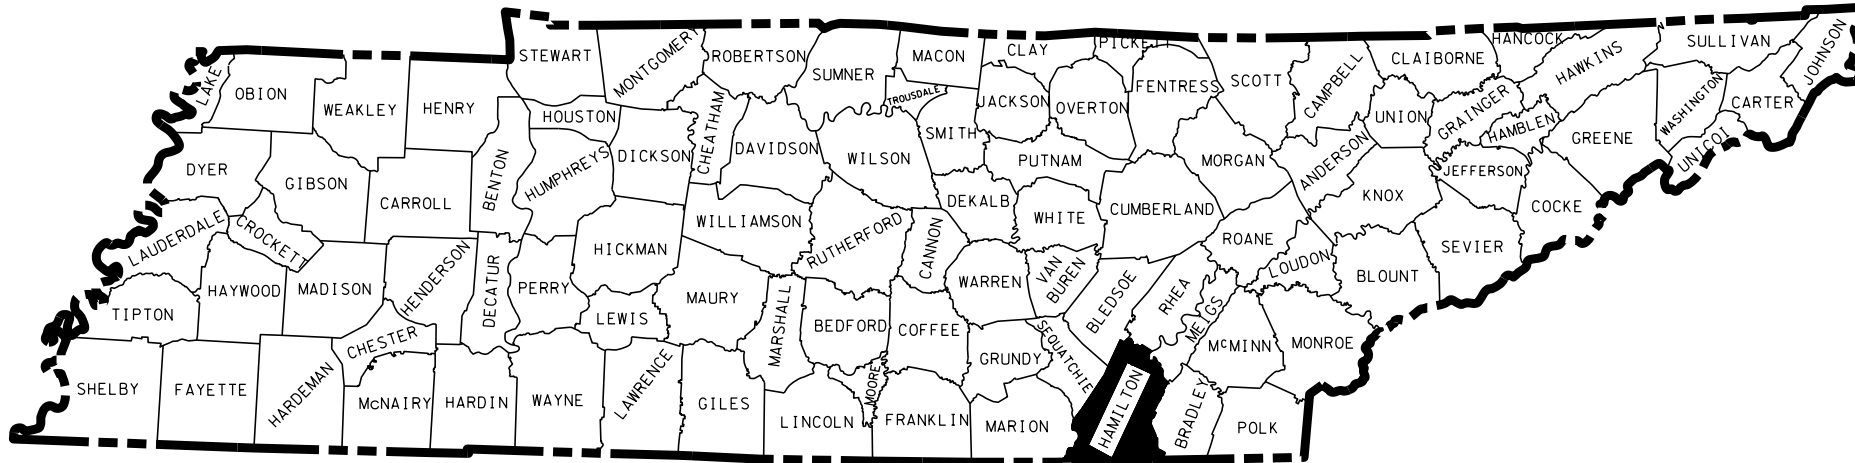 STEWART
MONTGOMERY
ROBERTSON
SUMNER
MACON
TROUSDALE
CLAY
PICKETT
FENTRESS
SCOTT
CAMPBELL
CLAIBORNE
HANCOCK
HAWKINS
SULLIVAN
JOHNSON
LAKE
OBION
WEAKLEY
HENRY
HOUSTON
DICKSON
CHEATHAM
DAVIDSON
WILSON
SMITH
JACKSON
OVERTON
PUTNAM
MORGAN
ANDERSON
UNION
GRAINGER
HAMBLEN
GREENE
WASHINGTON
UNICOI
CARTER
DYER
GIBSON
CARROLL
BENTON
HUMPHREYS
WILLIAMSON
RUTHERFORD
CANNON
DEKALB
WHITE
CUMBERLAND
ROANE
KNOX
JEFFERSON
COCKE
SEVIER
LAUDERDALE
CROCKETT
HAYWOOD
MADISON
HENDERSON
DECATUR
PERRY
HICKMAN
MAURY
MARSHALL
WARREN
VAN
BUREN
BLEDSOE
RHEA
MEIGS
LOUDON
BLOUNT
TIPTON
CHESTER
LEWIS
BEDFORD
COFFEE
GRUNDY
SEQUATCHIE
McMINN
MONROE
SHELBY
FAYETTE
HARDEMAN
McNAIRY
HARDIN
WAYNE
LAWRENCE
GILES
LINCOLN
MOORE
FRANKLIN
MARION
HAMILTON
BRADLEY
POLK